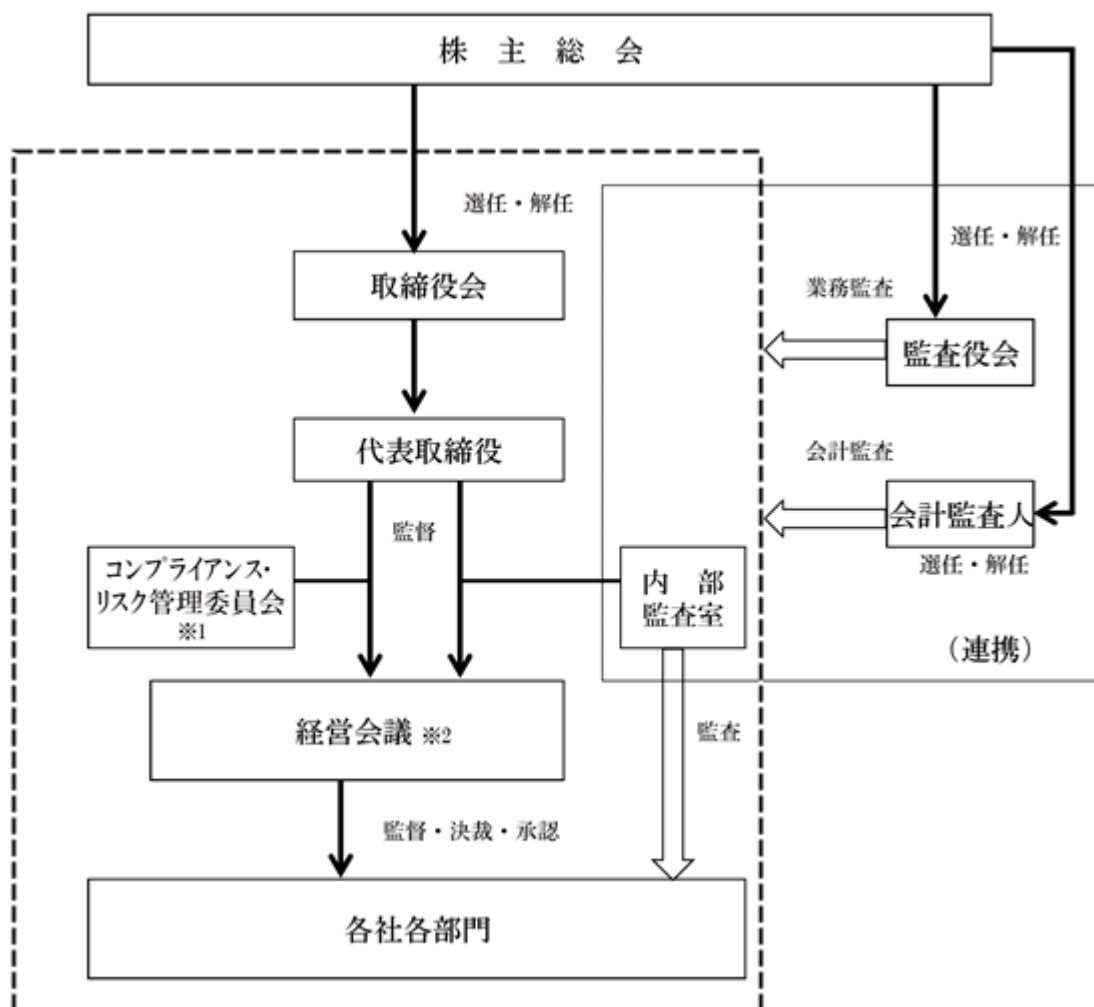 株 主 総 会
選任・解任
選任・解任
取締役会
業務監査
監査役会
代表取締役
会計監査
会計監査人
選任・解任
監督
コンプライアンス・
リスク管理委員会
※1
内 部
監査室
（連携）
経営会議 ※2
監査
監督・決裁・承認
各社各部門